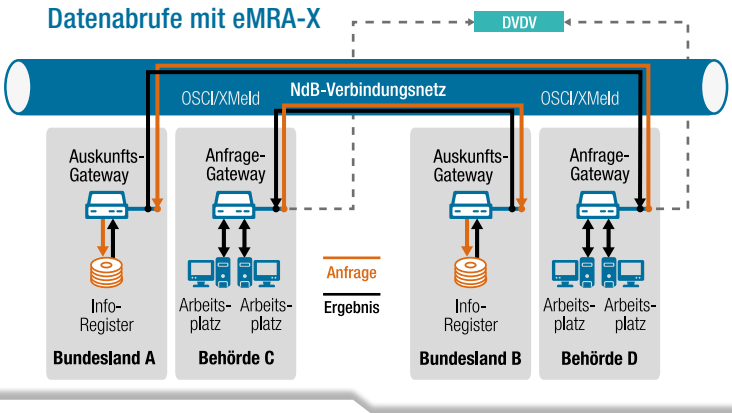 Datenabrufe mit eMRA-X
DVDV
NdB-Verbindungsnetz
OSCI/XMeld
OSCI/XMeld
Auskunfts-
Gateway
Anfrage-
Gateway
Auskunfts-
Gateway
Anfrage-
Gateway
Anfrage
Ergebnis
Info-
Register
Arbeits-
platz
Arbeits-
platz
Info-
Register
Arbeits-
platz
Arbeits-
platz
Bundesland A
Behörde C
Bundesland B
Behörde D